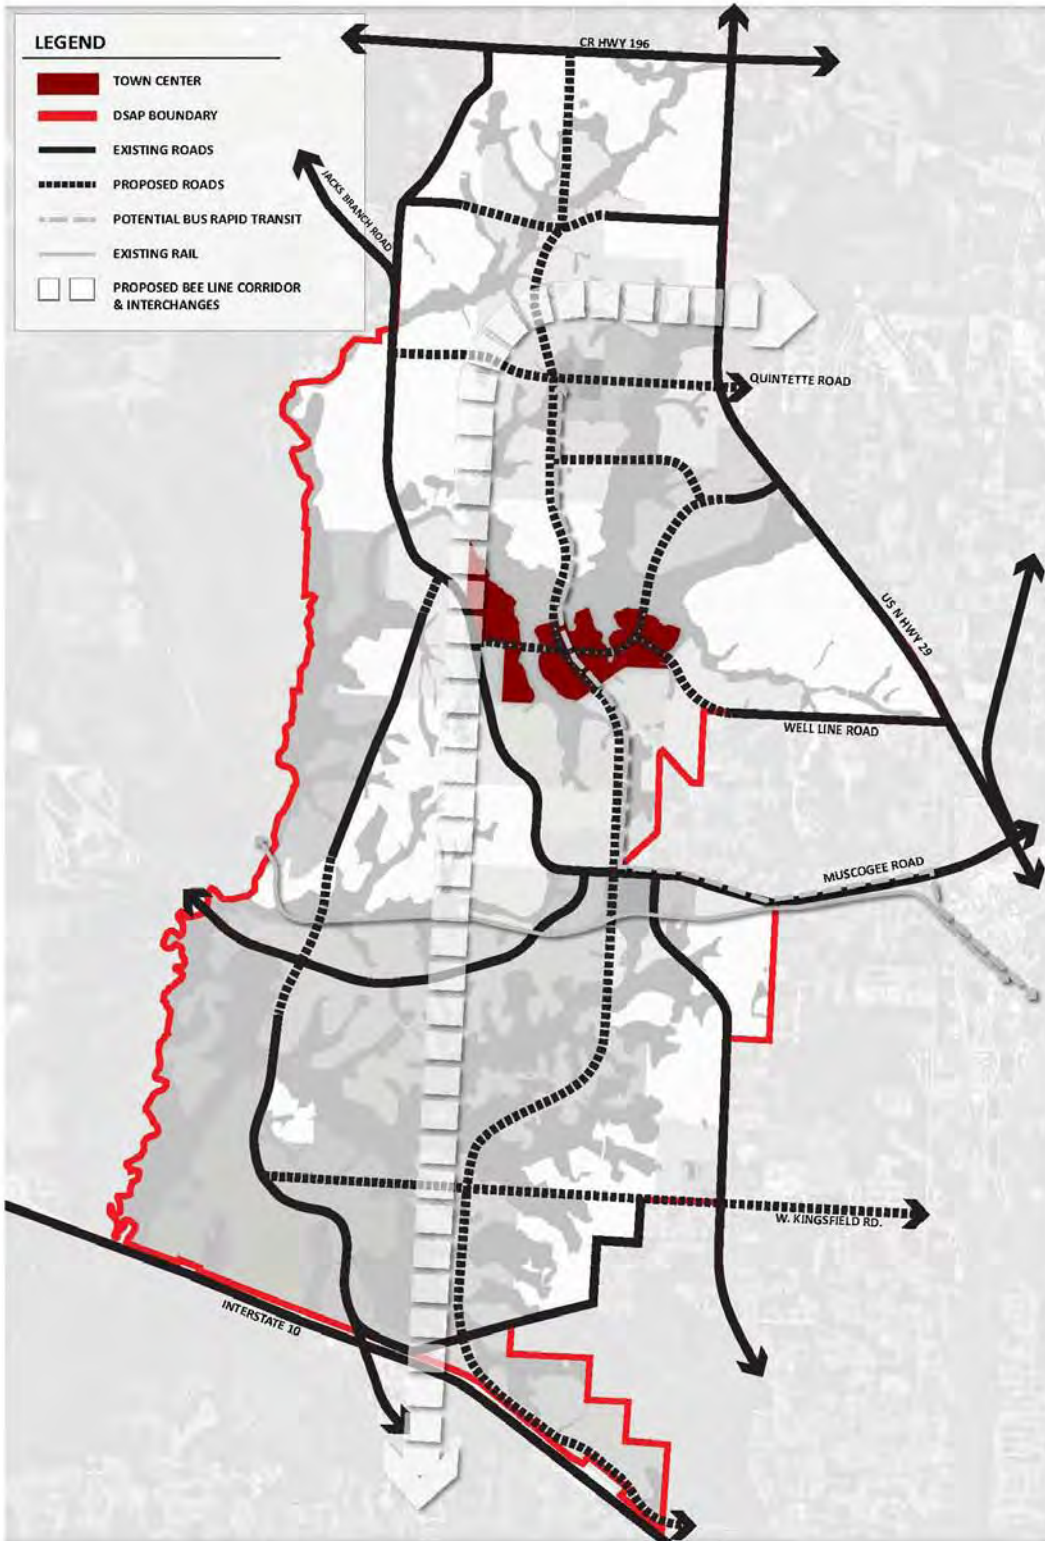 LEGEND
TOWN CENTER
DSAP BOUNDARY
EXISTING ROADS
PROPOSED ROADS
POTENTIAL BUS RAPID TRANSIT
EXISTING RAIL
PROPOSED BEE LINE CORRIDOR
& INTERCHANGES
CR HWY 196
JACKS BRANCH ROAD
QUINTETTE ROAD
US N HWY 29
WELL LINE ROAD
MUSCOGEE ROAD
W. KINGSFIELD RD.
INTERSTATE 10